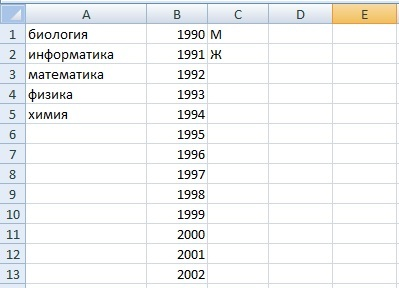 A B C D E
1 биология 1990 М
2 информатика 1991 Ж
3 математика 1992
4 физика 1993
5 химия 1994
6 1995
7 1996
8 1997
9 1998
10 1999
11 2000
12 2001
13 2002